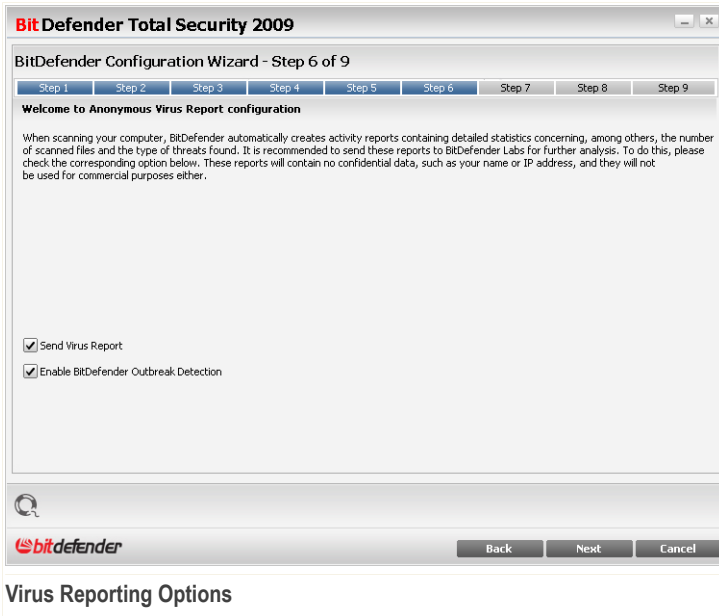 BitDefender Total Security 2009
BitDefender Configuration Wizard - Step 6 of 9
Step 1 Step 2 Step 3 Step 4 Step 5 Step 6 Step 7 Step 8 Step 9
Welcome to Anonymous Virus Report configuration
When scanning your computer, BitDefender automatically creates activity reports containing detailed statistics concerning, among others, the number
of scanned files and the type of threats found. It is recommended to send these reports to BitDefender Labs for further analysis. To do this, please
check the corresponding option below. These reports will contain no confidential data, such as your name or IP address, and they will not
be used for commercial purposes either.
Send Virus Report
Enable BitDefender Outbreak Detection
bitdefender
Back Next Cancel
Virus Reporting Options